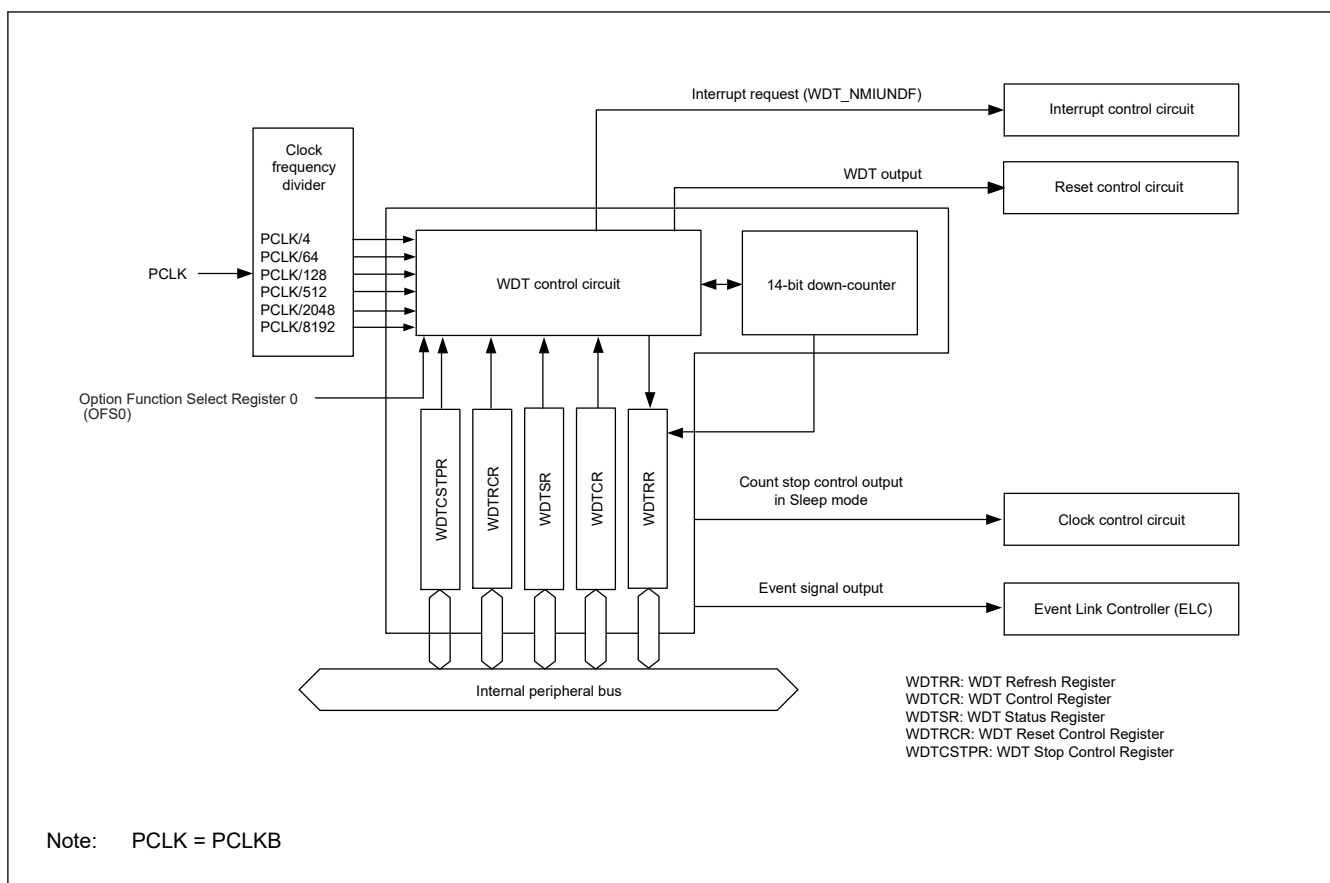 Interrupt request (WDT_NMIUNDF)
Interrupt control circuit
Clock
frequency
divider
WDT output
Reset control circuit
PCLK
PCLK/4
PCLK/64
PCLK/128
PCLK/512
PCLK/2048
PCLK/8192
WDT control circuit
14-bit down-counter
Option Function Select Register 0
(OFS0)
WDTCSTPR
WDTRCR
WDTSR
WDTCR
WDTRR
Count stop control output
in Sleep mode
Clock control circuit
Event signal output
Event Link Controller (ELC)
Internal peripheral bus
WDTRR: WDT Refresh Register
WDTCR: WDT Control Register
WDTSR: WDT Status Register
WDTRCR: WDT Reset Control Register
WDTCSTPR: WDT Stop Control Register
Note: PCLK = PCLKB